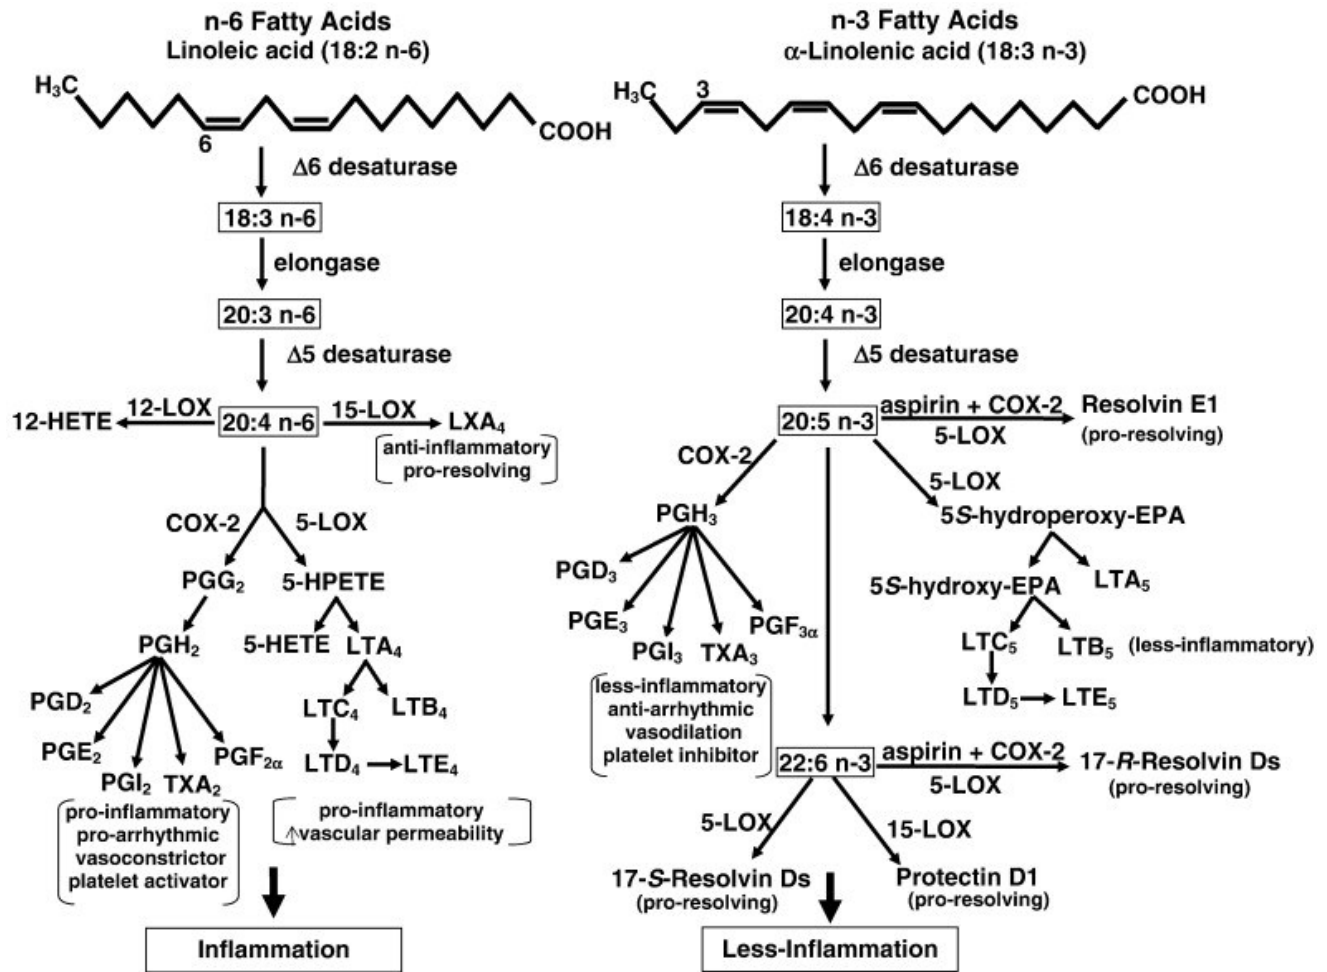 n-6 Fatty Acids
Linoleic acid (18:2 n-6)
H₃C
6
COOH
Δ6 desaturase
18:3 n-6
elongase
20:3 n-6
Δ5 desaturase
12-HETE
12-LOX
20:4 n-6
15-LOX
LXA₄
anti-inflammatory
pro-resolving
COX-2
5-LOX
PGG₂
5-HPETE
PGH₂
5-HETE
LTA₄
PGD₂
PGE₂
PGI₂
TXA₂
PGF₂α
LTC₄
LTB₄
LTD₄
LTE₄
pro-inflammatory
pro-arrhythmic
vasoconstrictor
platelet activator
pro-inflammatory
↑vascular permeability
Inflammation
n-3 Fatty Acids
α-Linolenic acid (18:3 n-3)
H₃C
3
COOH
Δ6 desaturase
18:4 n-3
elongase
20:4 n-3
Δ5 desaturase
20:5 n-3
aspirin + COX-2
5-LOX
Resolvin E1
(pro-resolving)
COX-2
5-LOX
PGH₃
5S-hydroperoxy-EPA
PGD₃
PGE₃
PGI₃
TXA₃
PGF₃α
5S-hydroxy-EPA
LTA₅
LTC₅
LTB₅ (less-inflammatory)
LTD₅
LTE₅
less-inflammatory
anti-arrhythmic
vasodilation
platelet inhibitor
22:6 n-3
aspirin + COX-2
5-LOX
17-R-Resolvin Ds
(pro-resolving)
5-LOX
15-LOX
17-S-Resolvin Ds
(pro-resolving)
Protectin D1
(pro-resolving)
Less-Inflammation